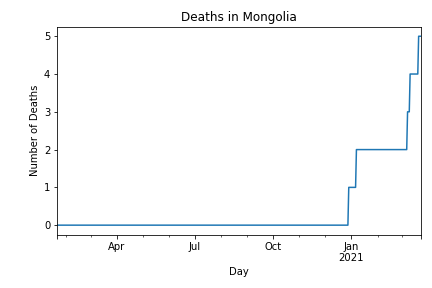 Deaths in Mongolia
Number of Deaths
5
4
3
2
1
0
Apr
Jul
Oct
Jan
2021
Day